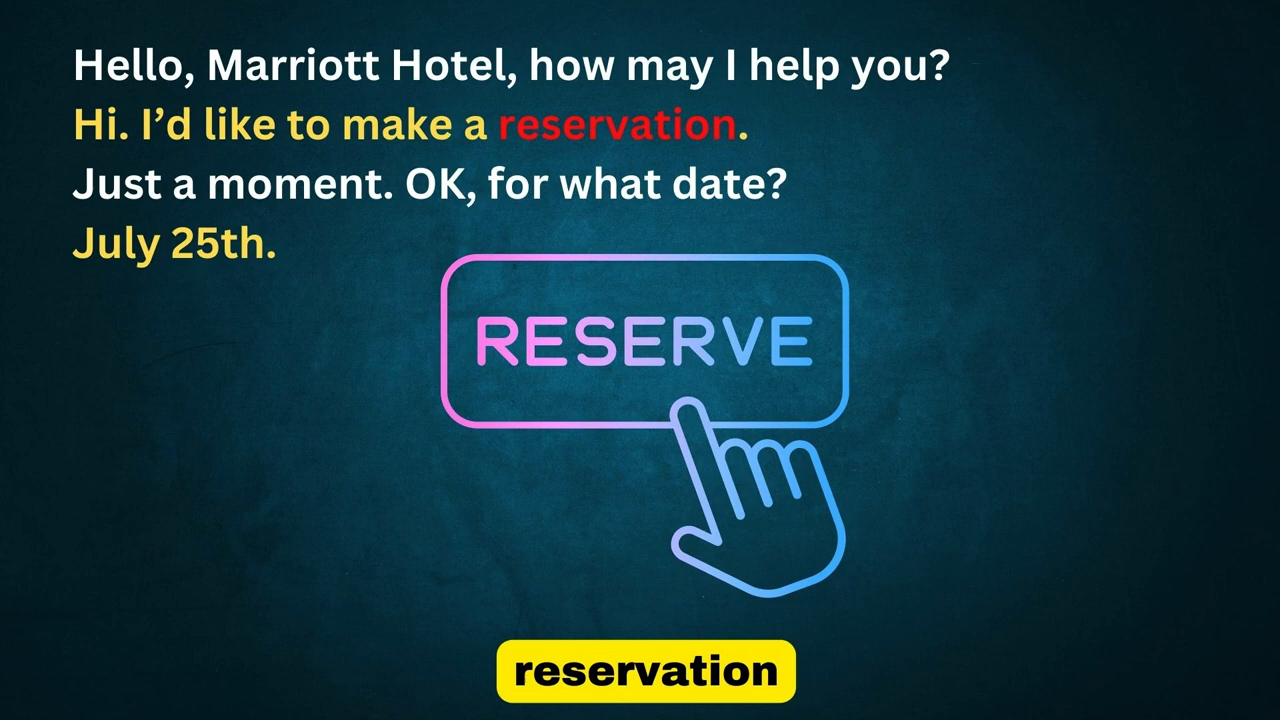 Hello, Marriott Hotel, how may I help you?
Hi. I’d like to make a reservation.
Just a moment. OK, for what date?
July 25th.
RESERVE
reservation